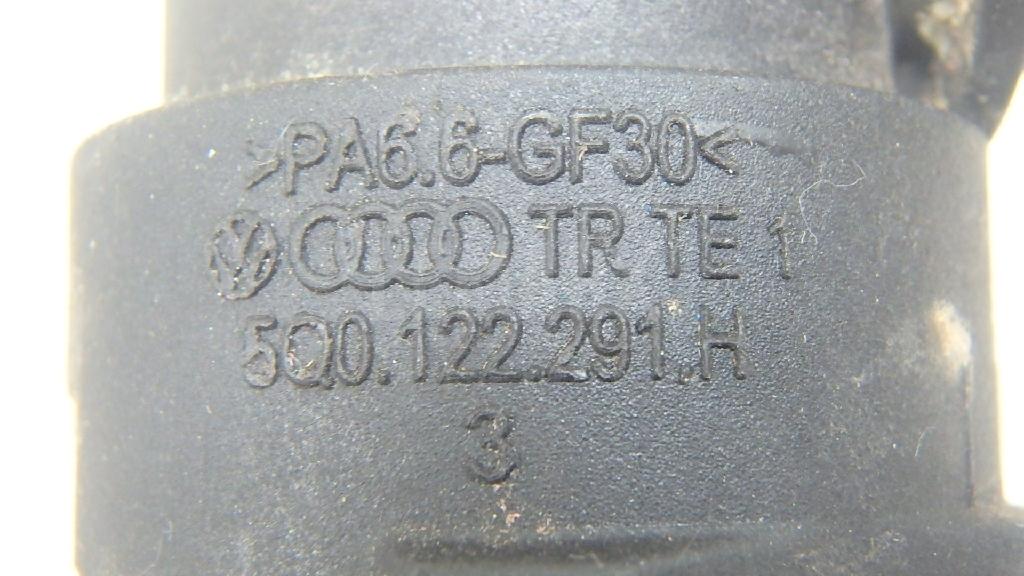 >PA6.6-GF30<
TR TE 1
5Q0.122.291.H
3